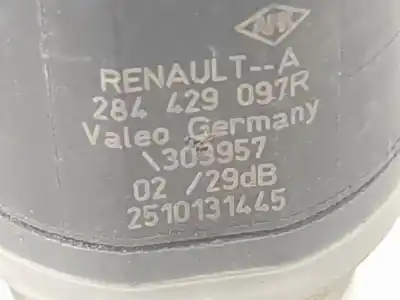 RENAULT--A
284 429 097R
Valeo Germany
\303957
02 /29dB
2510131445